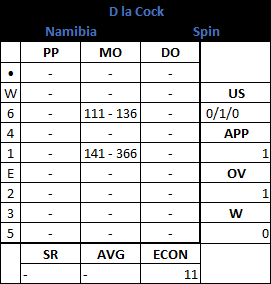 D la Cock
Namibia Spin
PP MO DO
• - - -
W - - - US
6 - 111 - 136 - 0/1/0
4 - - - APP
1 - 141 - 366 - 1
E - - - OV
2 - - - 1
3 - - - W
5 - - - 0
SR AVG ECON
- - 11